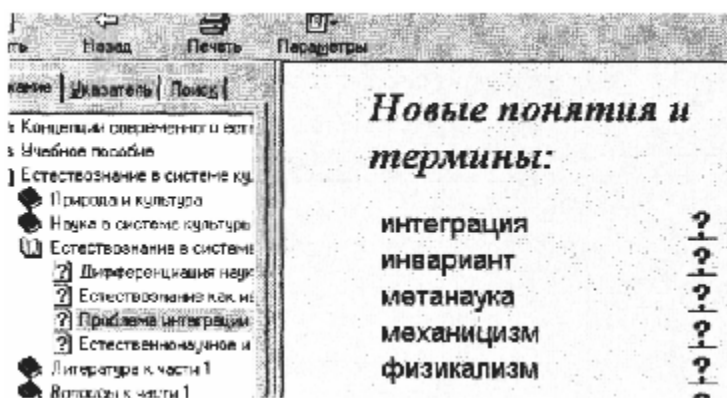 Назад Печать Параметры
Указатель Поиск
Концепции современного ест
Учебное пособие
Естествознание в системе ку
Природа и культура
Наука в системе культуры
Естествознание в системе
? Дифференциация наук
? Естествознание как
? Проблема интеграции
? Естественнонаучное и
Литература к части 1
Вопросы к части 1
Новые понятия и
термины:
интеграция ?
инвариант ?
метанаука ?
механицизм ?
физикализм ?